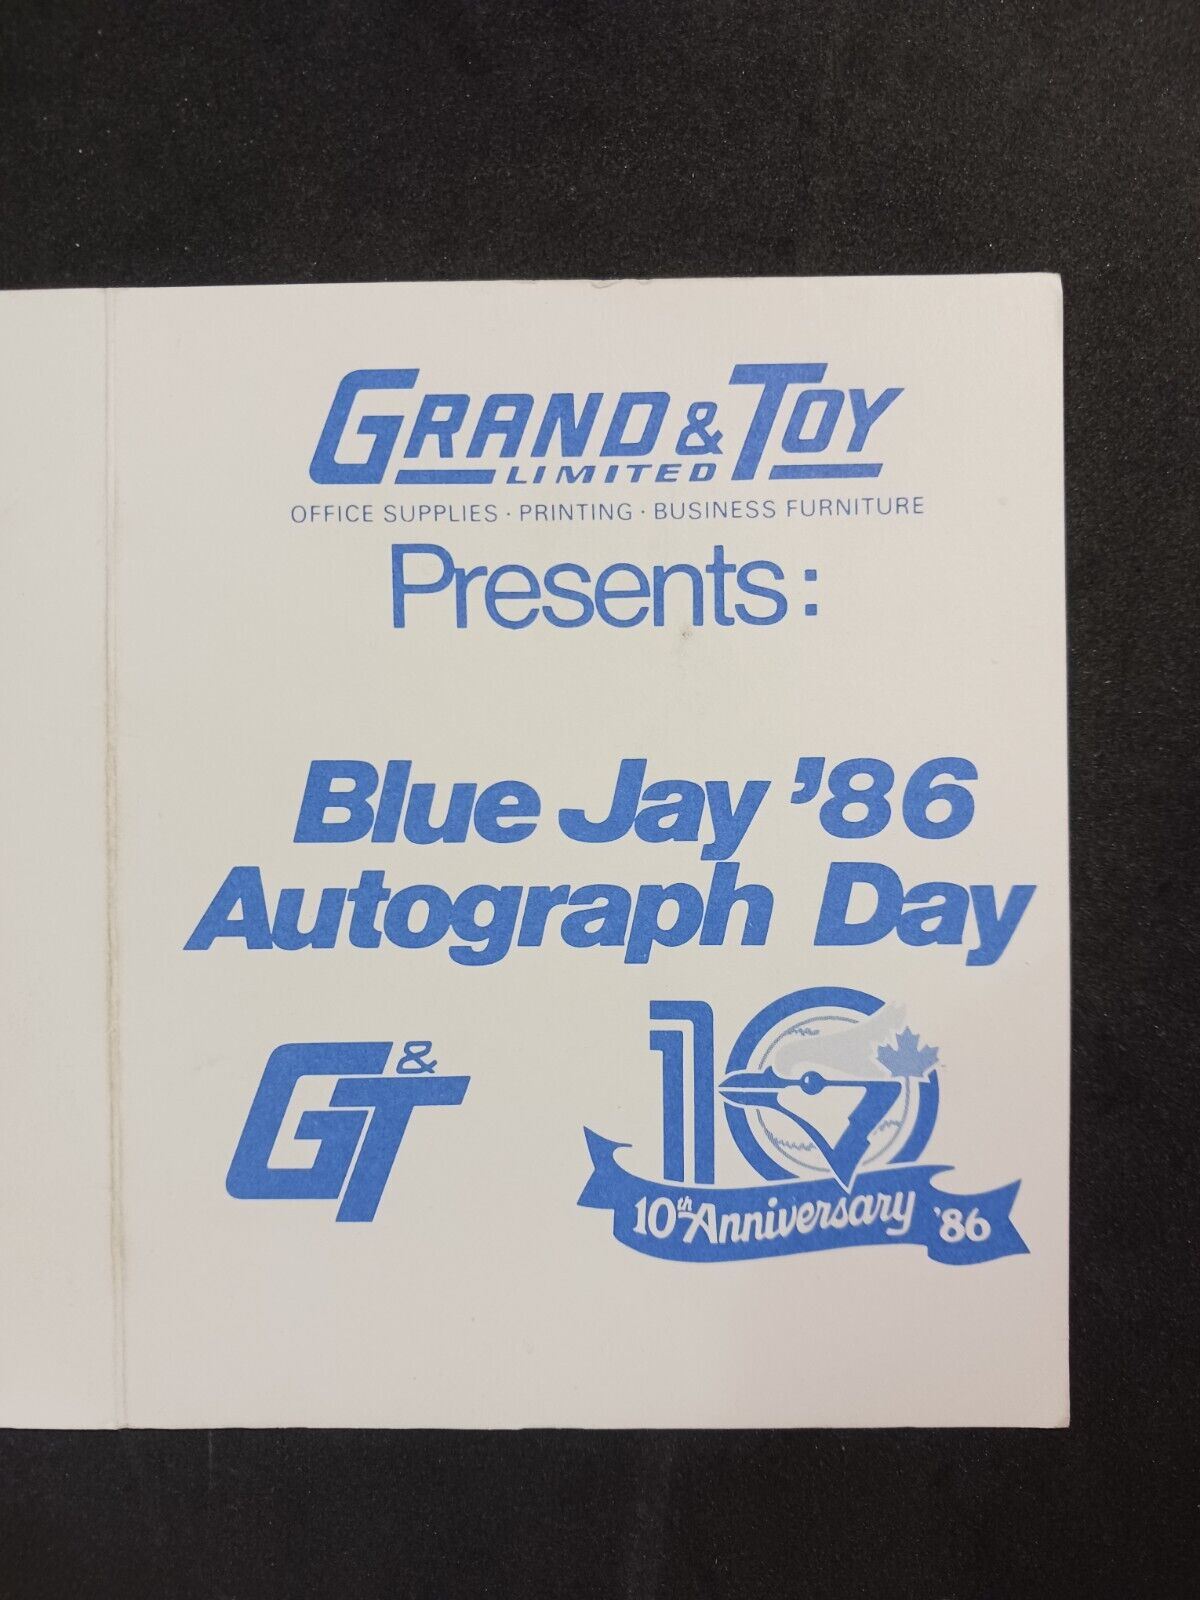 GRAND & TOY
LIMITED
OFFICE SUPPLIES · PRINTING · BUSINESS FURNITURE
Presents:
Blue Jay '86
Autograph Day
G&T
10
10th Anniversary '86